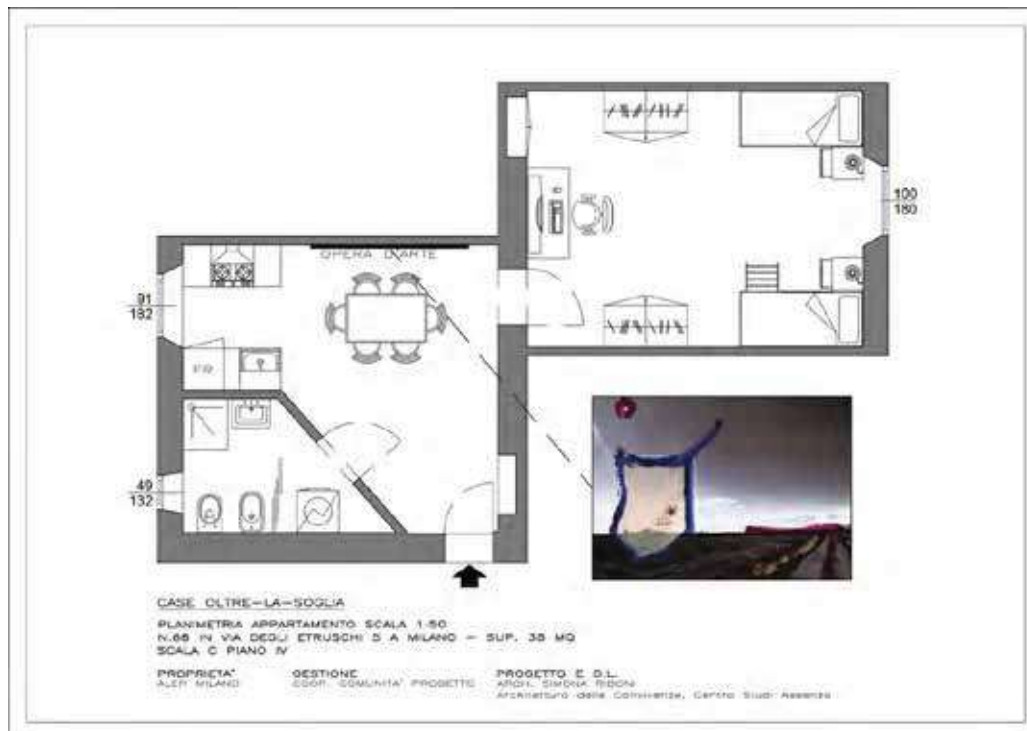 100
180
OPERA D'ARTE
91
182
FR
49
132
CASE OLTRE-LA-SOGLIA
PLANIMETRIA APPARTAMENTO SCALA 1:50
N.66 IN VIA DEGLI ETRUSCHI 5 A MILANO - SUP. 38 MQ
SCALA C PIANO IV
PROPRIETA' GESTIONE PROGETTO E D.L.
ALER MILANO COOP. COMUNITA' PROGETTO ARCH. SIMONA RIBONI
Architettura delle Convivenze, Centro Studi Assenza